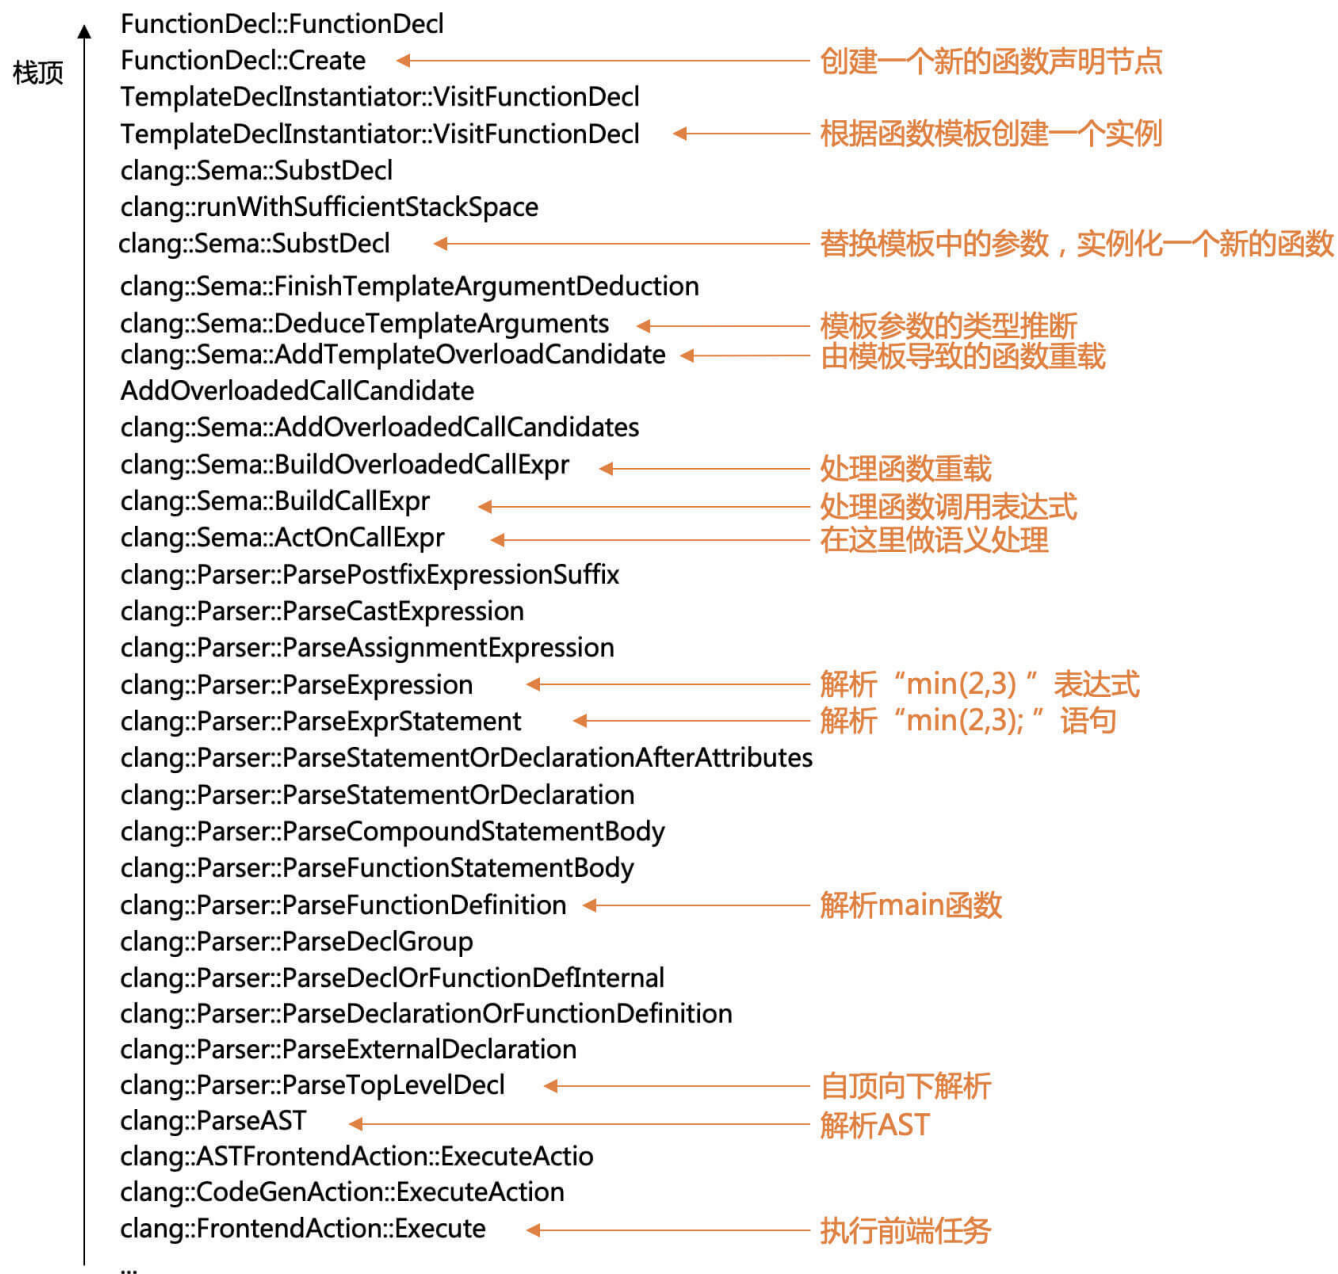 FunctionDecl::FunctionDecl
栈顶
FunctionDecl::Create 创建一个新的函数声明节点
TemplateDeclInstantiator::VisitFunctionDecl
TemplateDeclInstantiator::VisitFunctionDecl 根据函数模板创建一个实例
clang::Sema::SubstDecl
clang::runWithSufficientStackSpace
clang::Sema::SubstDecl 替换模板中的参数，实例化一个新的函数
clang::Sema::FinishTemplateArgumentDeduction
clang::Sema::DeduceTemplateArguments 模板参数的类型推断
clang::Sema::AddTemplateOverloadCandidate 由模板导致的函数重载
AddOverloadedCallCandidate
clang::Sema::AddOverloadedCallCandidates
clang::Sema::BuildOverloadedCallExpr 处理函数重载
clang::Sema::BuildCallExpr 处理函数调用表达式
clang::Sema::ActOnCallExpr 在这里做语义处理
clang::Parser::ParsePostfixExpressionSuffix
clang::Parser::ParseCastExpression
clang::Parser::ParseAssignmentExpression
clang::Parser::ParseExpression 解析“min(2,3) ”表达式
clang::Parser::ParseExprStatement 解析“min(2,3); ”语句
clang::Parser::ParseStatementOrDeclarationAfterAttributes
clang::Parser::ParseStatementOrDeclaration
clang::Parser::ParseCompoundStatementBody
clang::Parser::ParseFunctionStatementBody
clang::Parser::ParseFunctionDefinition 解析main函数
clang::Parser::ParseDeclGroup
clang::Parser::ParseDeclOrFunctionDefInternal
clang::Parser::ParseDeclarationOrFunctionDefinition
clang::Parser::ParseExternalDeclaration
clang::Parser::ParseTopLevelDecl 自顶向下解析
clang::ParseAST 解析AST
clang::ASTFrontendAction::ExecuteActio
clang::CodeGenAction::ExecuteAction
clang::FrontendAction::Execute 执行前端任务
...